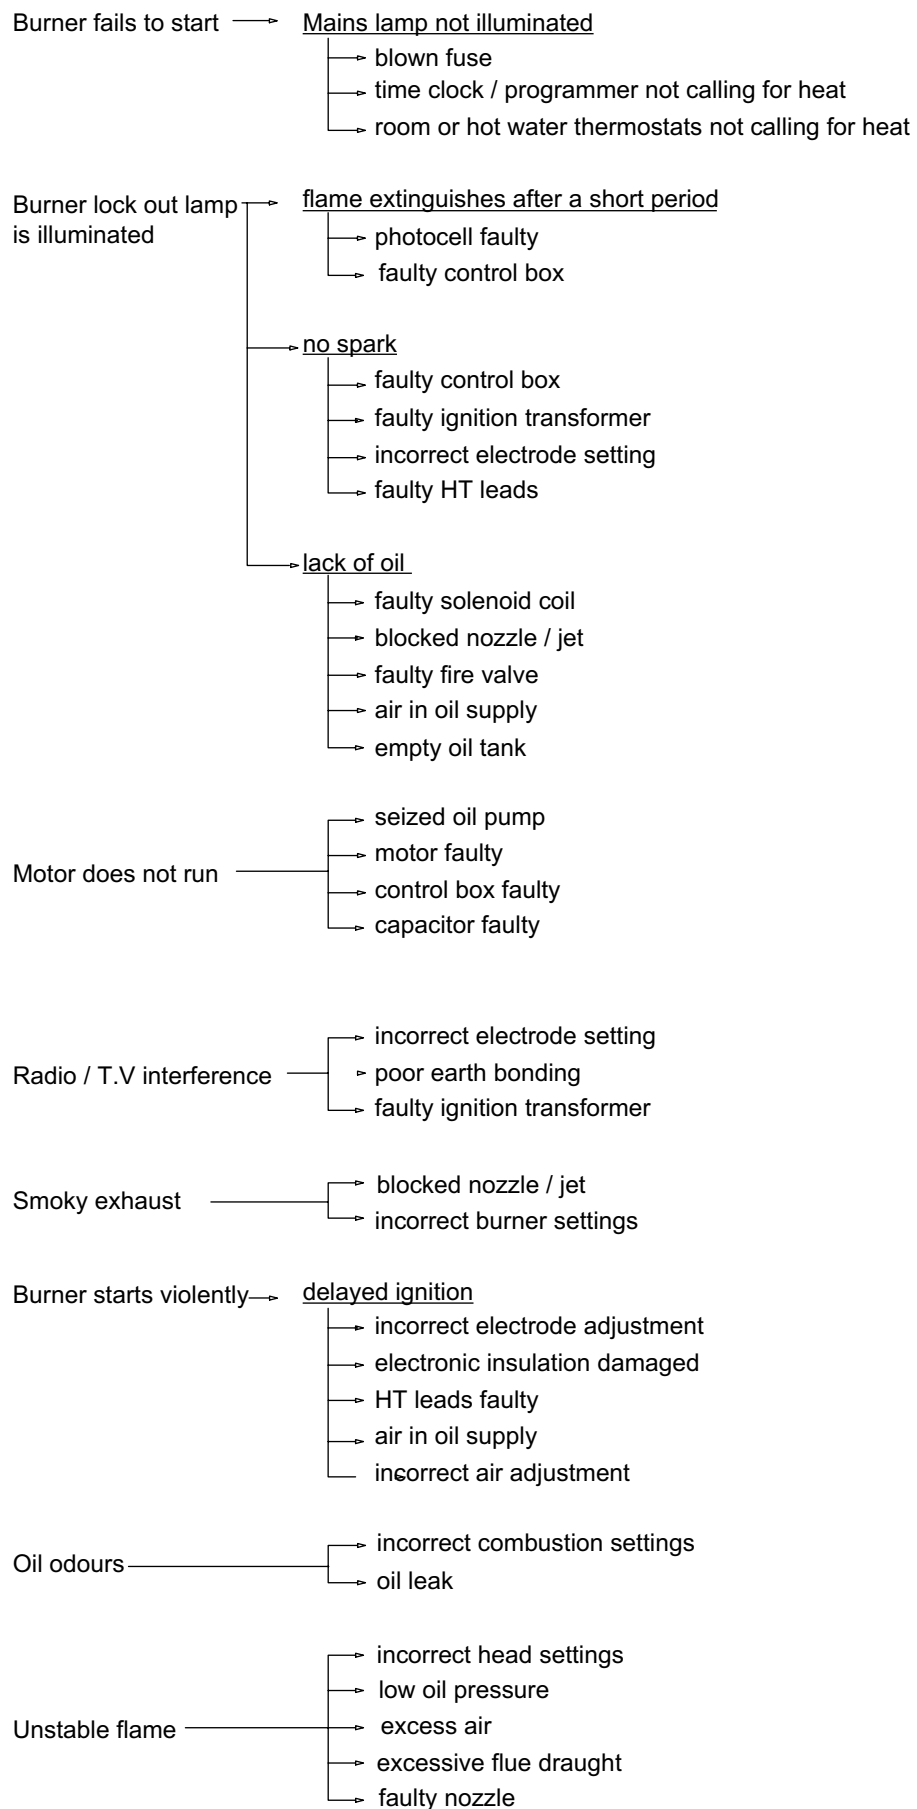 Burner fails to start
Mains lamp not illuminated
blown fuse
time clock / programmer not calling for heat
room or hot water thermostats not calling for heat
Burner lock out lamp
is illuminated
flame extinguishes after a short period
photocell faulty
faulty control box
no spark
faulty control box
faulty ignition transformer
incorrect electrode setting
faulty HT leads
lack of oil
faulty solenoid coil
blocked nozzle / jet
faulty fire valve
air in oil supply
empty oil tank
Motor does not run
seized oil pump
motor faulty
control box faulty
capacitor faulty
Radio / T.V interference
incorrect electrode setting
poor earth bonding
faulty ignition transformer
Smoky exhaust
blocked nozzle / jet
incorrect burner settings
Burner starts violently
delayed ignition
incorrect electrode adjustment
electronic insulation damaged
HT leads faulty
air in oil supply
incorrect air adjustment
Oil odours
incorrect combustion settings
oil leak
Unstable flame
incorrect head settings
low oil pressure
excess air
excessive flue draught
faulty nozzle